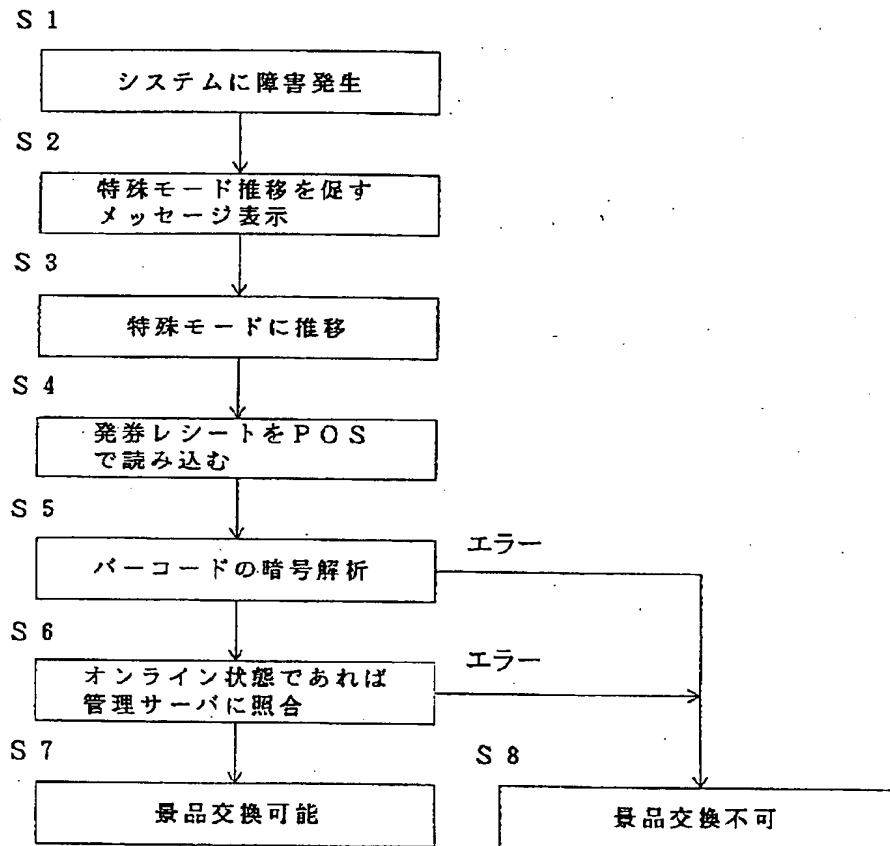 S 1
システムに障害発生
S 2
特殊モード推移を促す
メッセージ表示
S 3
特殊モードに推移
S 4
発券レシートをPOS
で読み込む
S 5
バーコードの暗号解析
エラー
S 6
オンライン状態であれば
管理サーバに照合
エラー
S 7
景品交換可能
S 8
景品交換不可